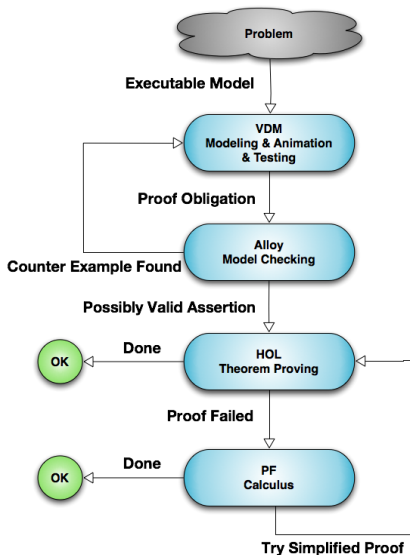 Problem
Executable Model
VDM
Modeling & Animation
& Testing
Proof Obligation
Alloy
Model Checking
Counter Example Found
Possibly Valid Assertion
HOL
Theorem Proving
Done
OK
Proof Failed
PF
Calculus
Done
OK
Try Simplified Proof